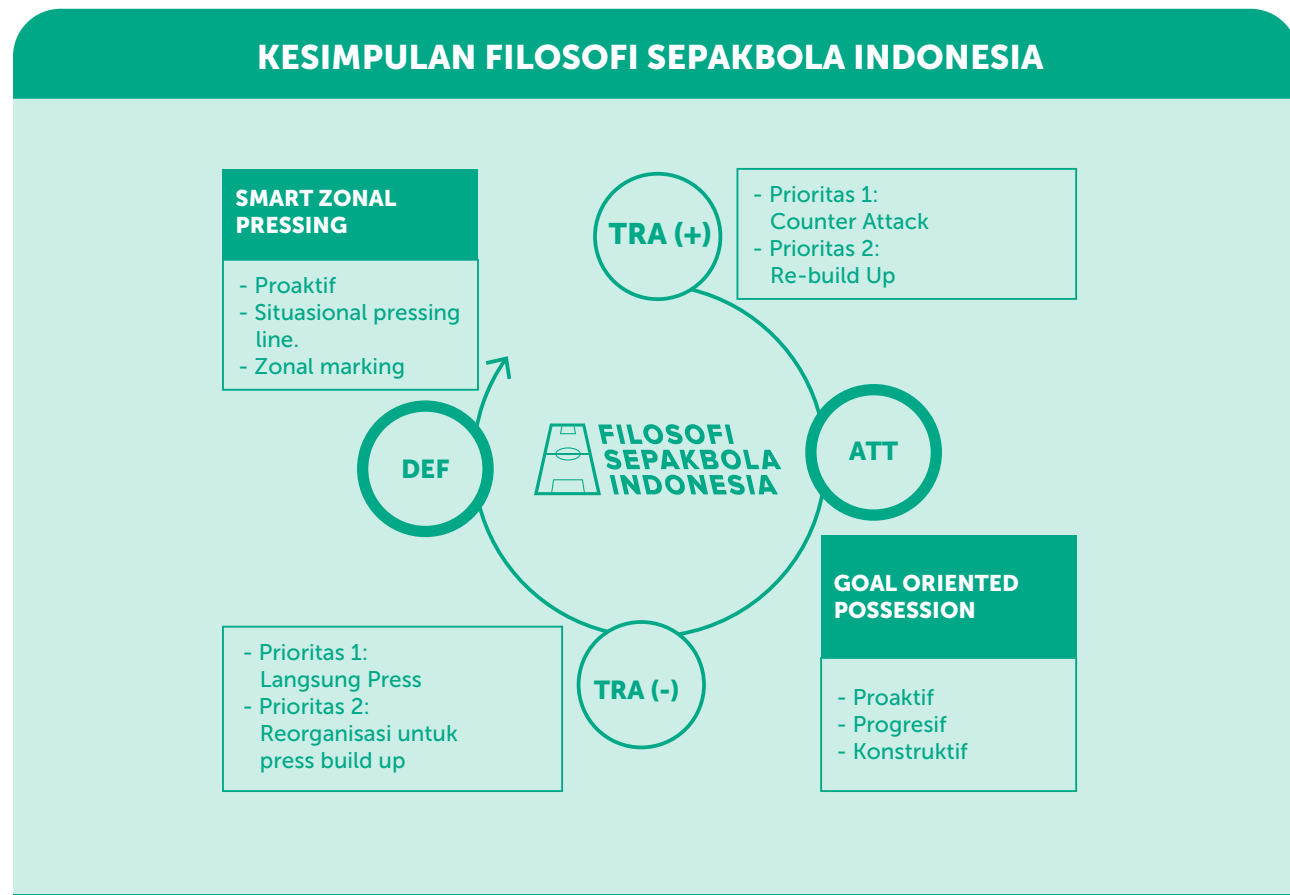 KESIMPULAN FILOSOFI SEPAKBOLA INDONESIA
SMART ZONAL
PRESSING
- Proaktif
- Situasional pressing
line.
- Zonal marking
TRA (+)
- Prioritas 1:
Counter Attack
- Prioritas 2:
Re-build Up
DEF
FILOSOFI
SEPAKBOLA
INDONESIA
ATT
GOAL ORIENTED
POSSESSION
- Proaktif
- Progresif
- Konstruktif
- Prioritas 1:
Langsung Press
- Prioritas 2:
Reorganisasi untuk
press build up
TRA (-)